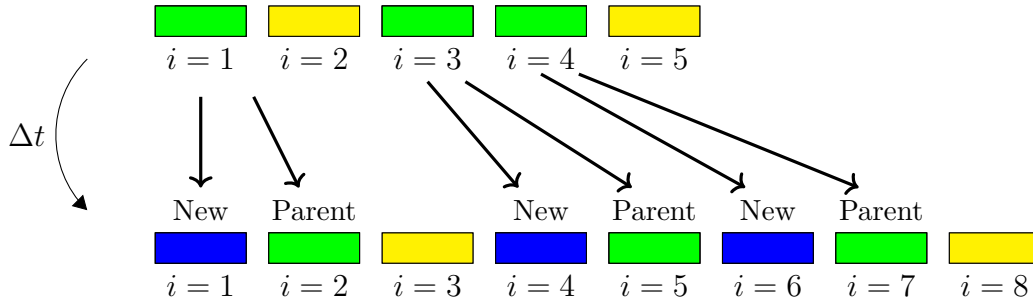 i = 1 i = 2 i = 3 i = 4 i = 5
Δt
New Parent New Parent New Parent
i = 1 i = 2 i = 3 i = 4 i = 5 i = 6 i = 7 i = 8